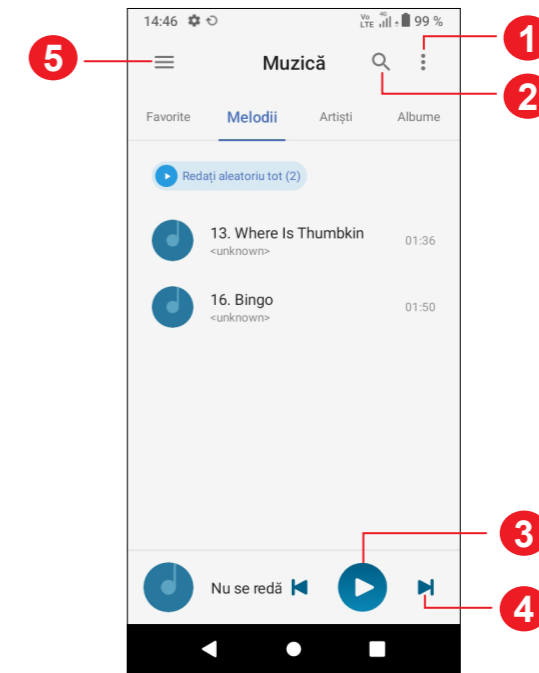 14:46 Vo LTE 4G 99 %
1
5
Muzică
2
Favorite Melodii Artiști Albume
Redați aleatoriu tot (2)
13. Where Is Thumbkin 01:36
<unknown>
16. Bingo 01:50
<unknown>
3
Nu se redă
4